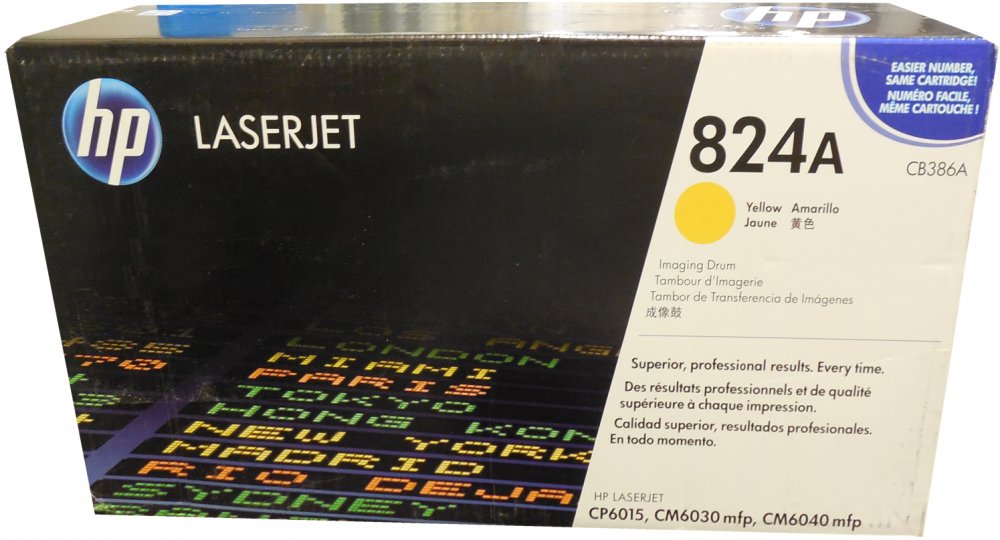 hp
hp
LASERJET
EASIER NUMBER,
SAME CARTRIDGE!
NUMÉRO FACILE,
MÊME CARTOUCHE !
824A
CB386A
Yellow Amarillo
Jaune 黄色
Imaging Drum
Tambour d'Imagerie
Tambor de Transferencia de Imágenes
成像鼓
Superior, professional results. Every time.
Des résultats professionnels et de qualité
supérieure à chaque impression.
Calidad superior, resultados profesionales.
En todo momento.
HP LASERJET
CP6015, CM6030 mfp, CM6040 mfp
LONDON
MIAMI
PARIS
TOKYO
HONG KON
NEW YORK
MADRID
RIO DEJA
SYDNEY